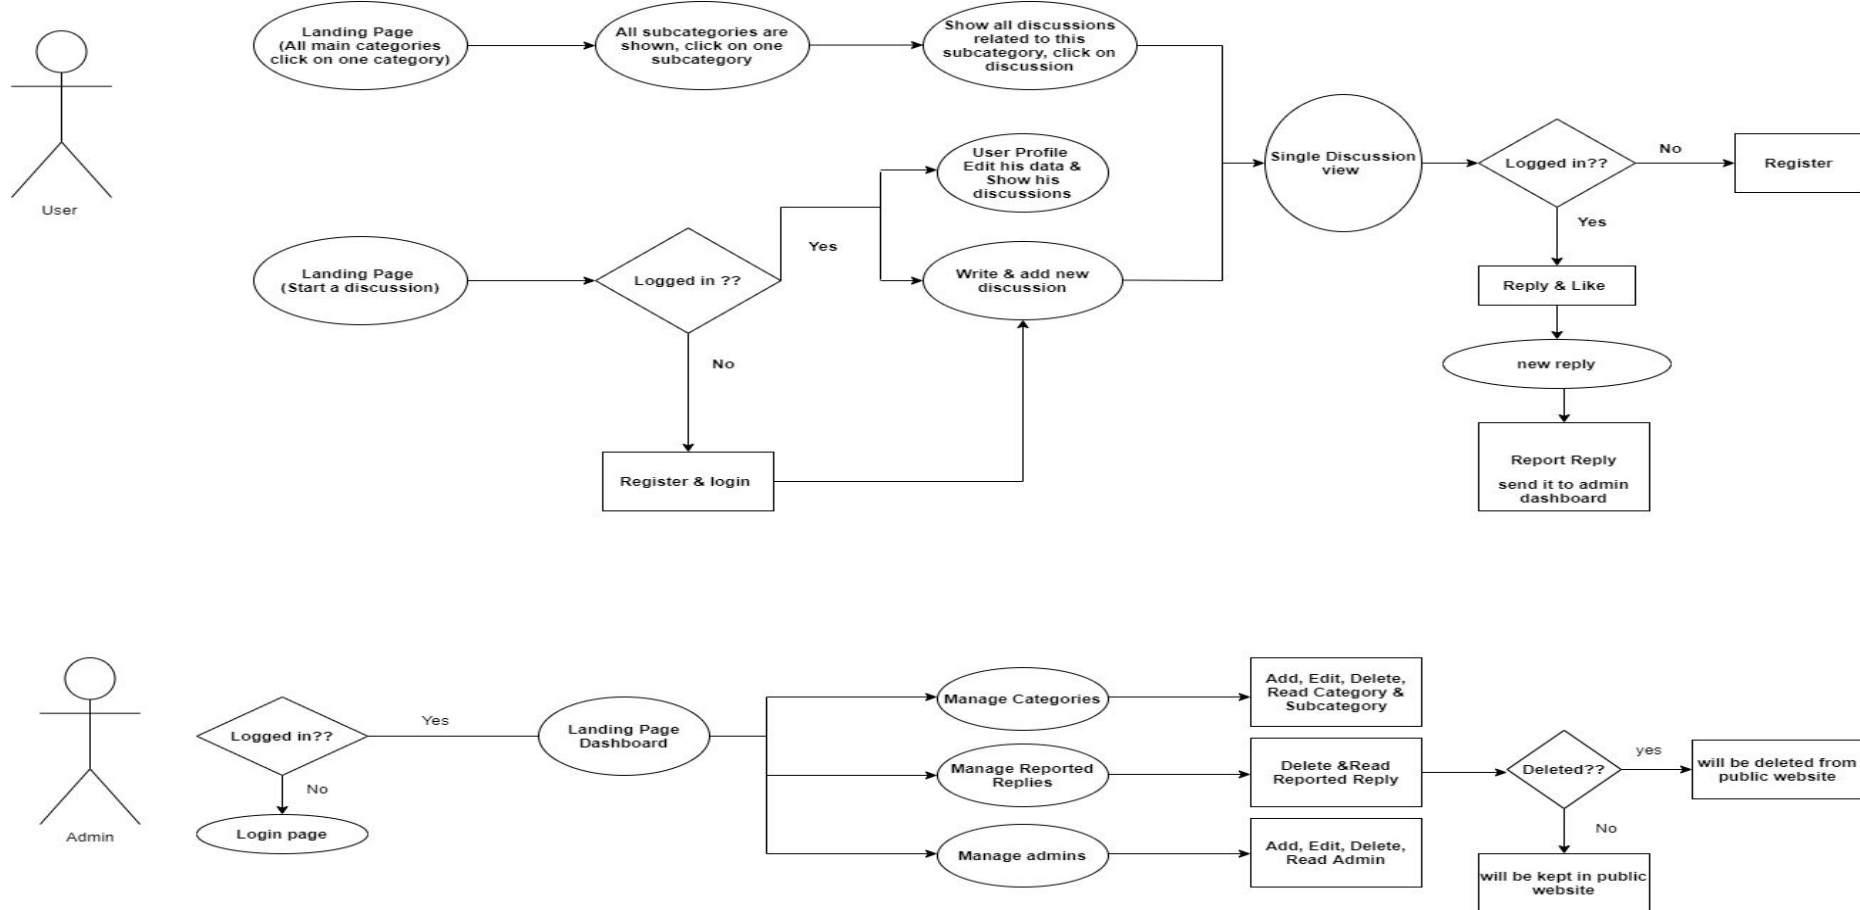 Landing Page
(All main categories
click on one category)
All subcategories are
shown, click on one
subcategory
Show all discussions
related to this
subcategory, click on
discussion
User
User Profile
Edit his data &
Show his
discussions
Single Discussion
view
Logged in??
No
Register
Yes
Landing Page
(Start a discussion)
Logged in ??
Yes
Write & add new
discussion
Reply & Like
No
new reply
Register & login
Report Reply
send it to admin
dashboard
Admin
Logged in??
Yes
No
Login page
Landing Page
Dashboard
Manage Categories
Add, Edit, Delete,
Read Category &
Subcategory
Manage Reported
Replies
Delete &Read
Reported Reply
Deleted??
yes
will be deleted from
public website
No
will be kept in public
website
Manage admins
Add, Edit, Delete,
Read Admin